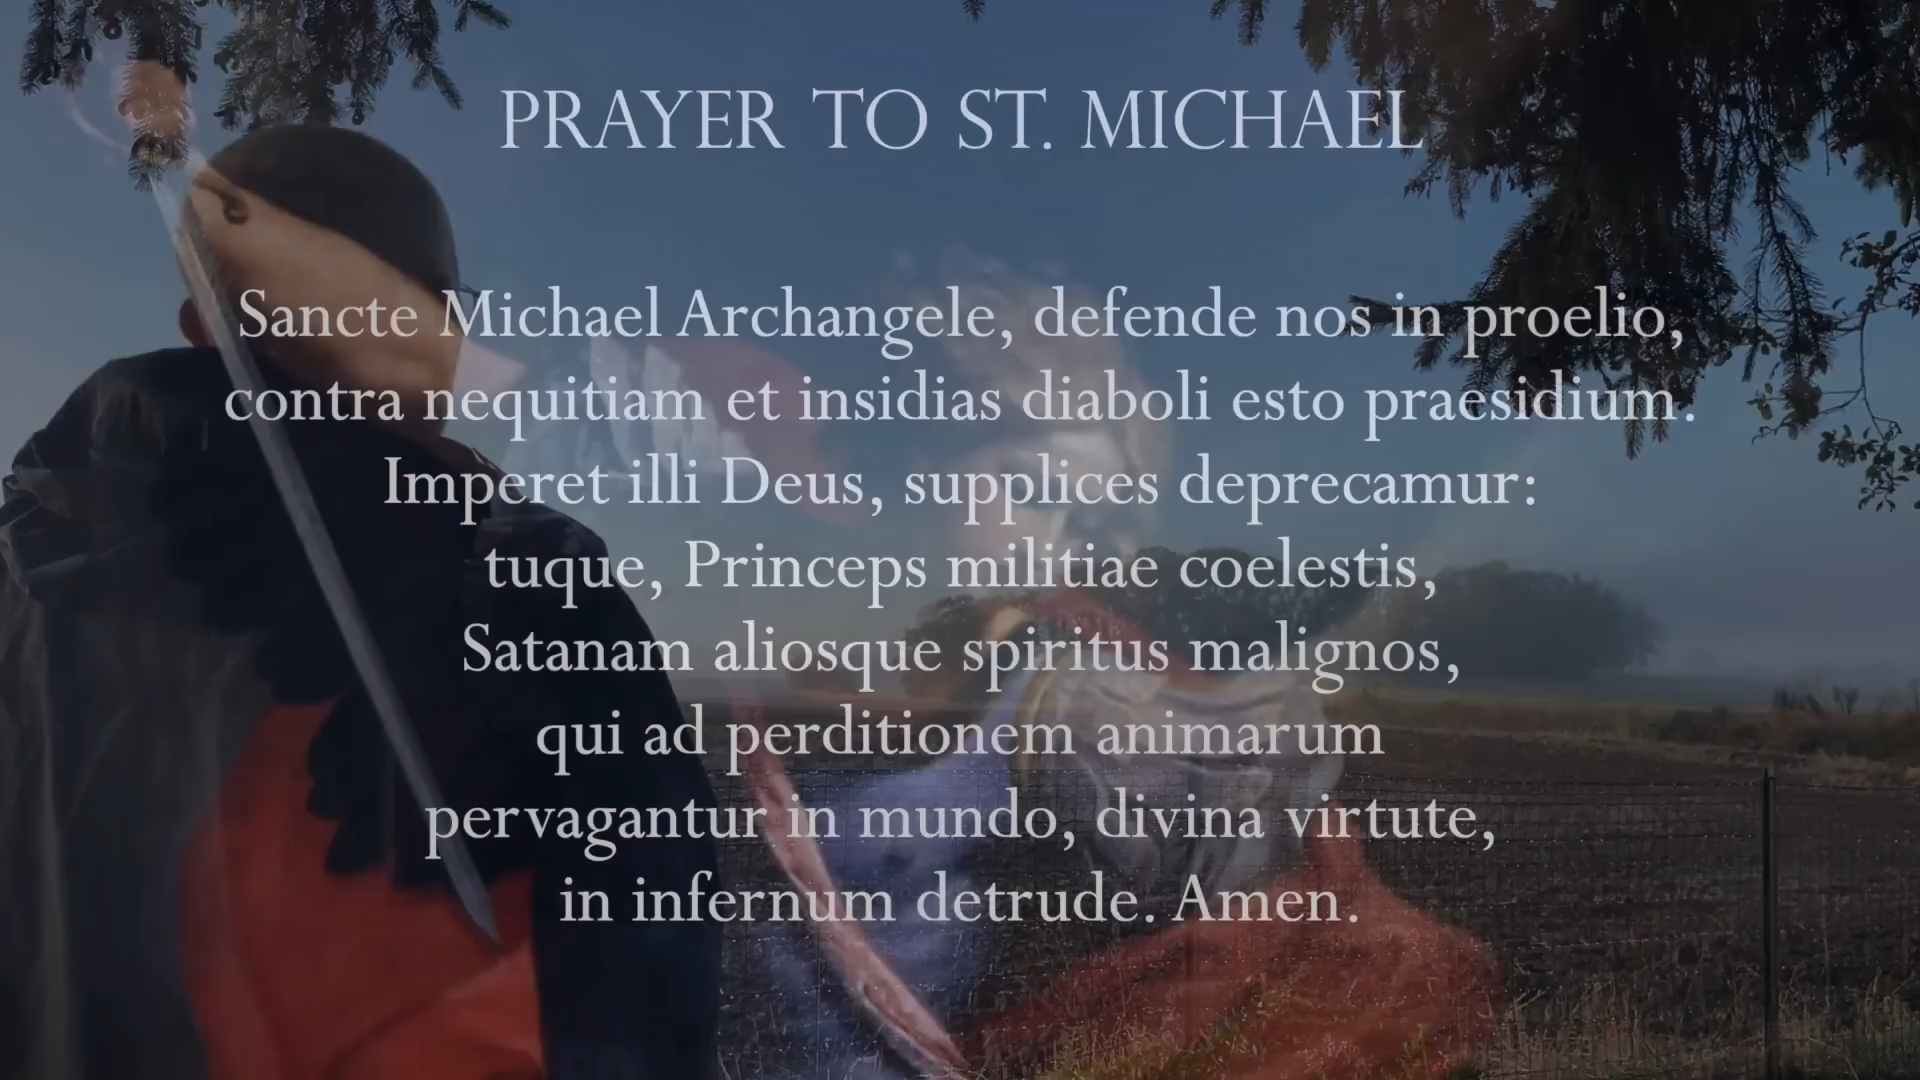 PRAYER TO ST. MICHAEL
Sancte Michael Archangele, defende nos in proelio,
contra nequitiam et insidias diaboli esto praesidium.
Imperet illi Deus, supplices deprecamur:
tuque, Princeps militiae coelestis,
Satanam aliosque spiritus malignos,
qui ad perditionem animarum
pervagantur in mundo, divina virtute,
in infernum detrude. Amen.